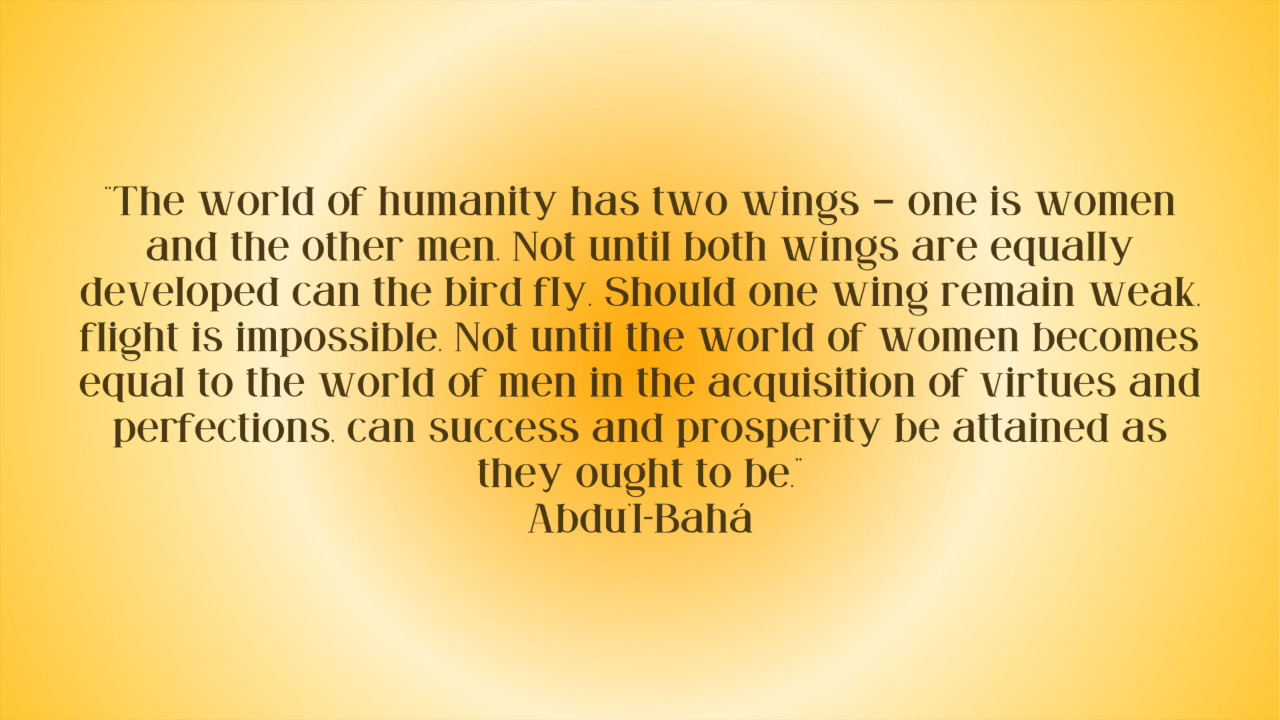 "The world of humanity has two wings – one is women
and the other men. Not until both wings are equally
developed can the bird fly. Should one wing remain weak,
flight is impossible. Not until the world of women becomes
equal to the world of men in the acquisition of virtues and
perfections, can success and prosperity be attained as
they ought to be."
Abdu'l-Bahá